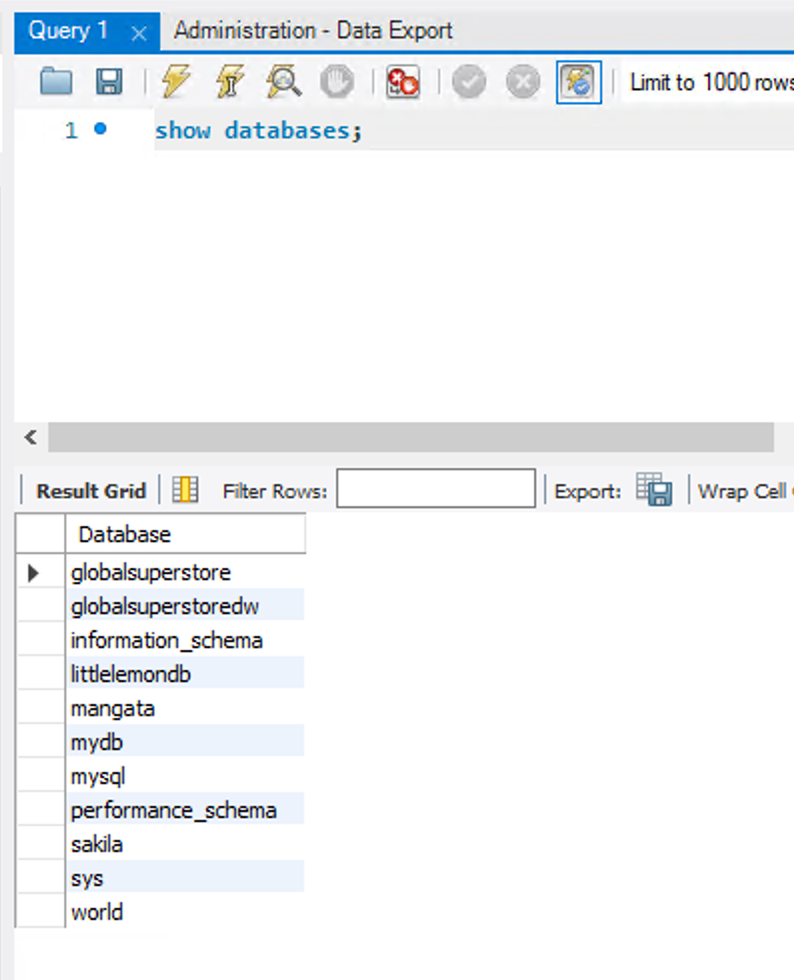 Query 1 Administration - Data Export
Limit to 1000 rows
1 show databases;
Result Grid Filter Rows: Export: Wrap Cell
Database
globalsuperstore
globalsuperstoredw
information_schema
littlelemondb
mangata
mydb
mysql
performance_schema
sakila
sys
world